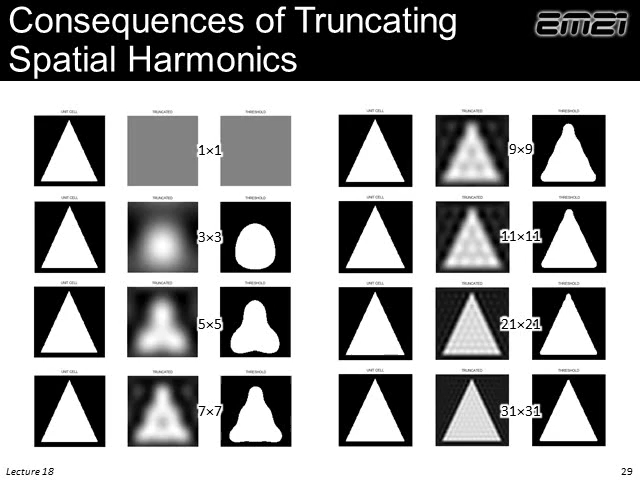 Consequences of Truncating
Spatial Harmonics
EM21
UNIT CELL TRUNCATED THRESHOLD
1×1
UNIT CELL TRUNCATED THRESHOLD
3×3
UNIT CELL TRUNCATED THRESHOLD
5×5
UNIT CELL TRUNCATED THRESHOLD
7×7
UNIT CELL TRUNCATED THRESHOLD
9×9
UNIT CELL TRUNCATED THRESHOLD
11×11
UNIT CELL TRUNCATED THRESHOLD
21×21
UNIT CELL TRUNCATED THRESHOLD
31×31
Lecture 18
29